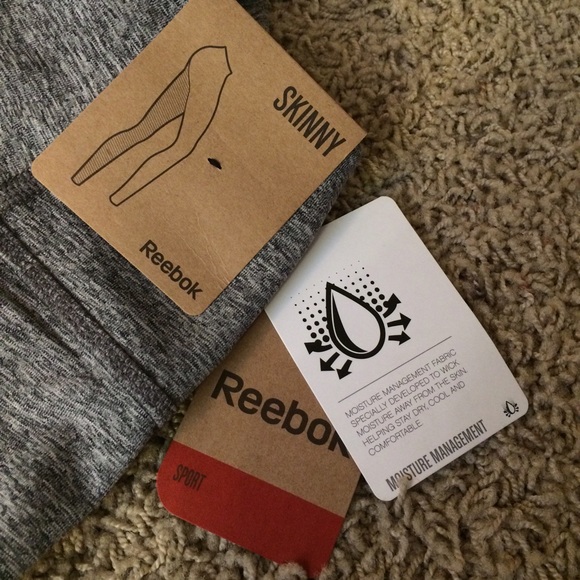 SKINNY
Reebok
MOISTURE MANAGEMENT FABRIC
SPECIALLY DEVELOPED TO WICK
MOISTURE AWAY FROM THE SKIN.
HELPING STAY DRY, COOL AND
COMFORTABLE.
MOISTURE MANAGEMENT
Reebok
SPORT